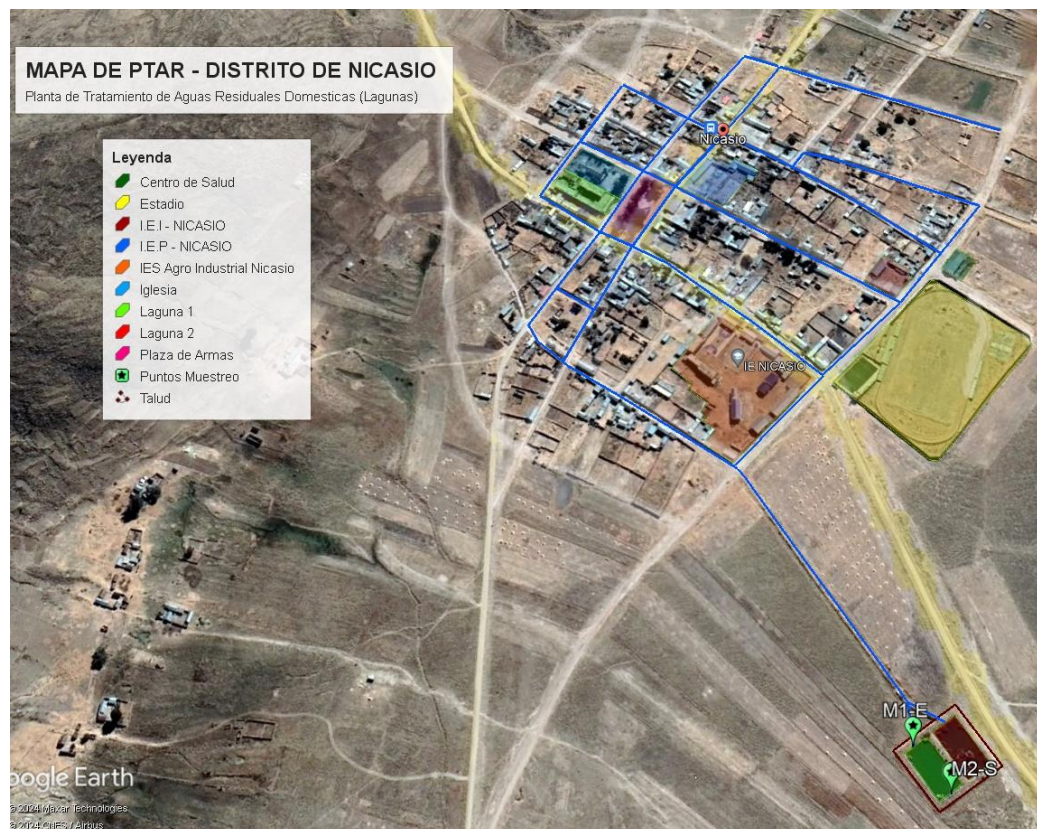 MAPA DE PTAR - DISTRITO DE NICASIO
Planta de Tratamiento de Aguas Residuales Domesticas (Lagunas)
Leyenda
Centro de Salud
Estadio
I.E.I - NICASIO
I.E.P - NICASIO
IES Agro Industrial Nicasio
Iglesia
Laguna 1
Laguna 2
Plaza de Armas
Puntos Muestreo
Talud
Nicasio
IE NICASIO
M1-E
M2-S
oogle Earth
© 2024 Maxar Technologies
© 2024 CNES / Airbus